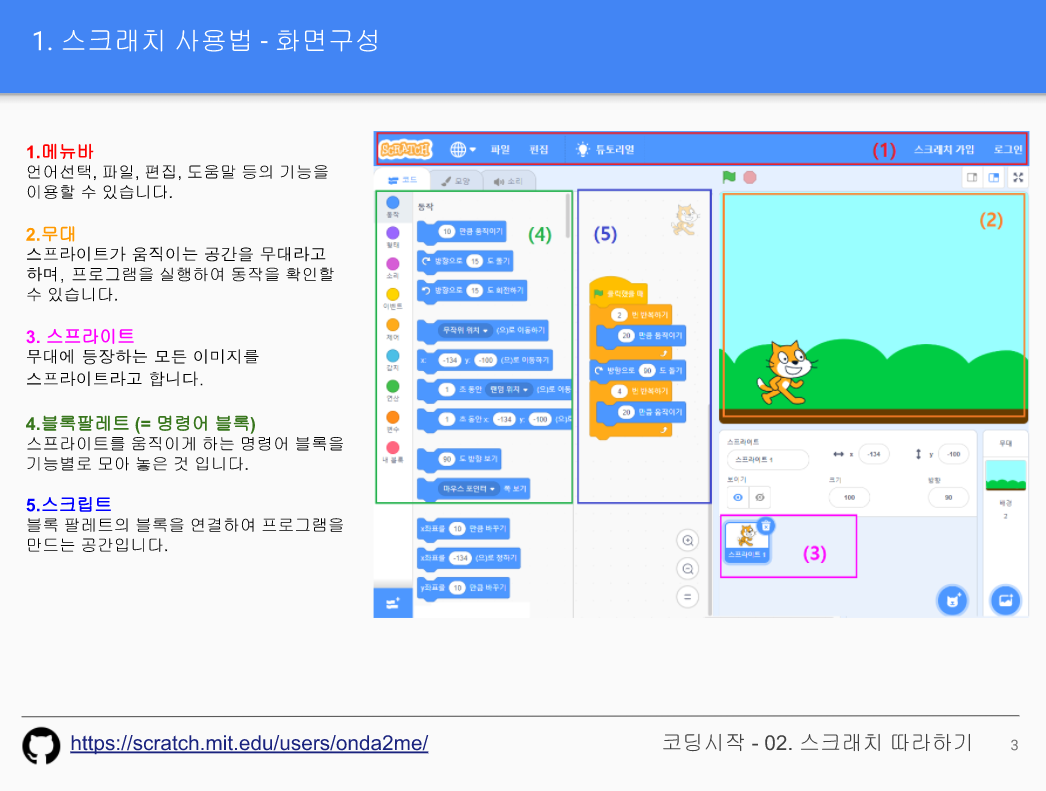 1. 스크래치 사용법 - 화면구성
1.메뉴바
언어선택, 파일, 편집, 도움말 등의 기능을
이용할 수 있습니다.
2.무대
스프라이트가 움직이는 공간을 무대라고
하며, 프로그램을 실행하여 동작을 확인할
수 있습니다.
3. 스프라이트
무대에 등장하는 모든 이미지를
스프라이트라고 합니다.
4.블록팔레트 (= 명령어 블록)
스프라이트를 움직이게 하는 명령어 블록을
기능별로 모아 놓은 것 입니다.
5.스크립트
블록 팔레트의 블록을 연결하여 프로그램을
만드는 공간입니다.
SCRATCH 파일 편집 튜토리얼 (1) 스크래치 가입 로그인
코드 모양 소리
동작
형태
소리
이벤트
제어
감지
연산
변수
내 블록
동작
10 만큼 움직이기
방향으로 15 도 돌기
방향으로 15 도 회전하기
무작위 위치 (으)로 이동하기
x: -134 y: -100 (으)로 이동하기
1 초 동안 랜덤 위치 (으)로 이동
1 초 동안 x: -134 y: -100 (으)로
90 도 방향 보기
마우스 포인터 쪽 보기
x좌표를 10 만큼 바꾸기
x좌표를 -134 (으)로 정하기
y좌표를 10 만큼 바꾸기
(4)
(5)
클릭했을 때
2 번 반복하기
20 만큼 움직이기
방향으로 90 도 돌기
4 번 반복하기
20 만큼 움직이기
(2)
스프라이트
스프라이트 1
x -134 y -100
보이기 크기 방향
100 90
스프라이트 1
(3)
무대
배경
2
https://scratch.mit.edu/users/onda2me/
코딩시작 - 02. 스크래치 따라하기 3